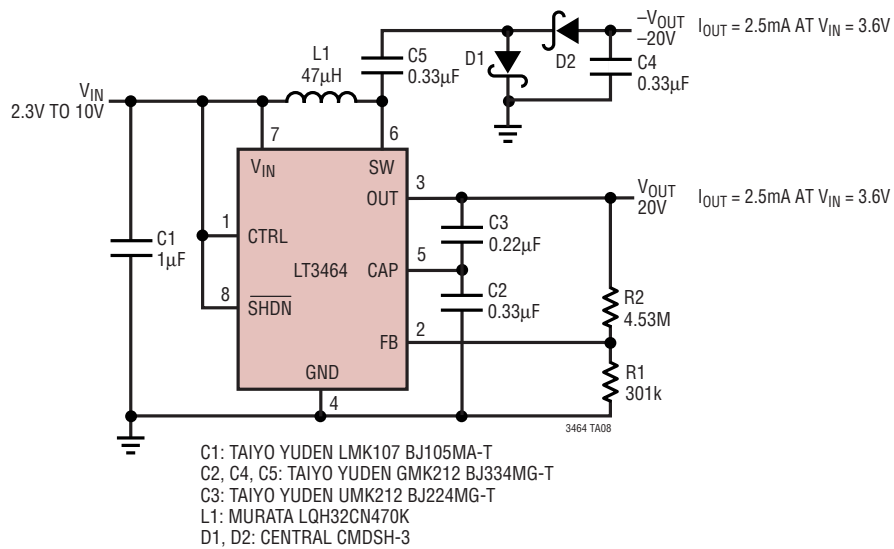 –VOUT
–20V
IOUT = 2.5mA AT VIN = 3.6V
D1
D2
C4
0.33µF
C5
0.33µF
L1
47µH
VIN
2.3V TO 10V
7
6
VIN
SW
OUT
3
VOUT
20V
IOUT = 2.5mA AT VIN = 3.6V
C1
1µF
1
CTRL
LT3464
CAP
5
C3
0.22µF
C2
0.33µF
8
SHDN
FB
2
R2
4.53M
R1
301k
GND
4
3464 TA08
C1: TAIYO YUDEN LMK107 BJ105MA-T
C2, C4, C5: TAIYO YUDEN GMK212 BJ334MG-T
C3: TAIYO YUDEN UMK212 BJ224MG-T
L1: MURATA LQH32CN470K
D1, D2: CENTRAL CMDSH-3